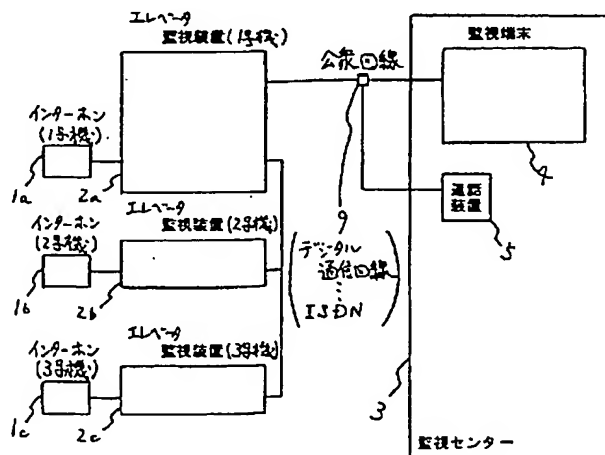 エレベータ
監視装置(1号機)
インターホン
(1号機)
1a
2a
エレベータ
監視装置(2号機)
インターホン
(2号機)
1b
2b
エレベータ
監視装置(3号機)
インターホン
(3号機)
1c
2c
公衆回線
9
デジタル
通信回線
⋮
ISDN
監視端末
4
通話
装置
5
3
監視センター